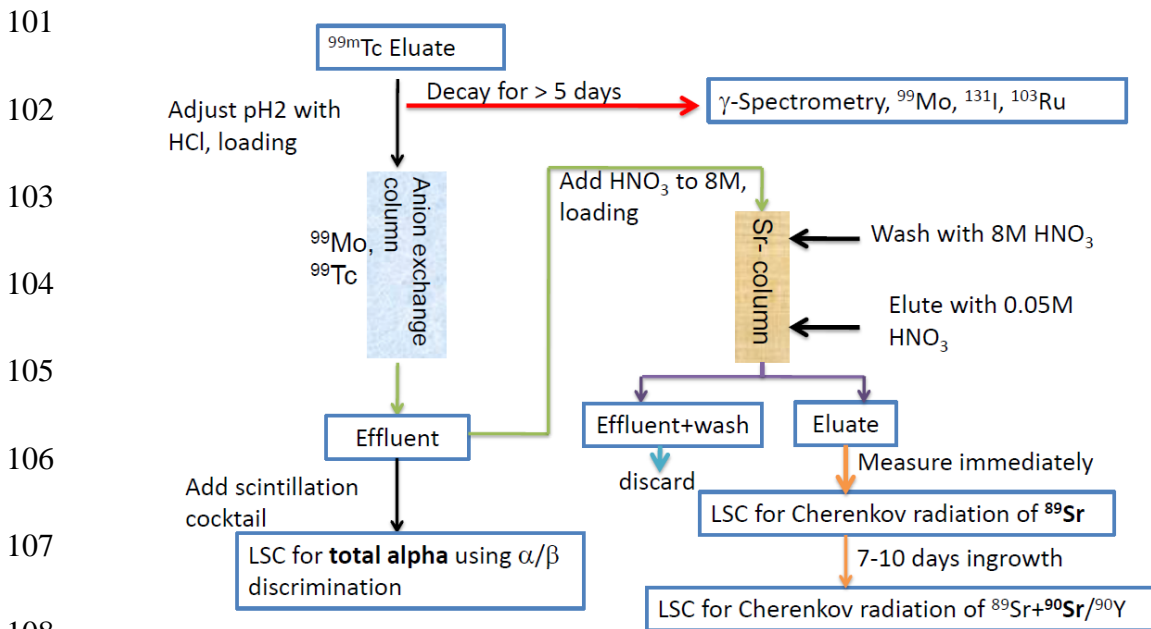 101
⁹⁹ᵐTc Eluate
Decay for > 5 days
102
Adjust pH2 with
HCl, loading
γ-Spectrometry, ⁹⁹Mo, ¹³¹I, ¹⁰³Ru
103
Anion exchange
column
⁹⁹Mo,
⁹⁹Tc
Add HNO₃ to 8M,
loading
Sr- column
Wash with 8M HNO₃
104
Elute with 0.05M
HNO₃
105
Effluent
Effluent+wash
Eluate
106
discard
Measure immediately
Add scintillation
cocktail
LSC for Cherenkov radiation of ⁸⁹Sr
107
LSC for total alpha using α/β
discrimination
7-10 days ingrowth
LSC for Cherenkov radiation of ⁸⁹Sr+⁹⁰Sr/⁹⁰Y
108